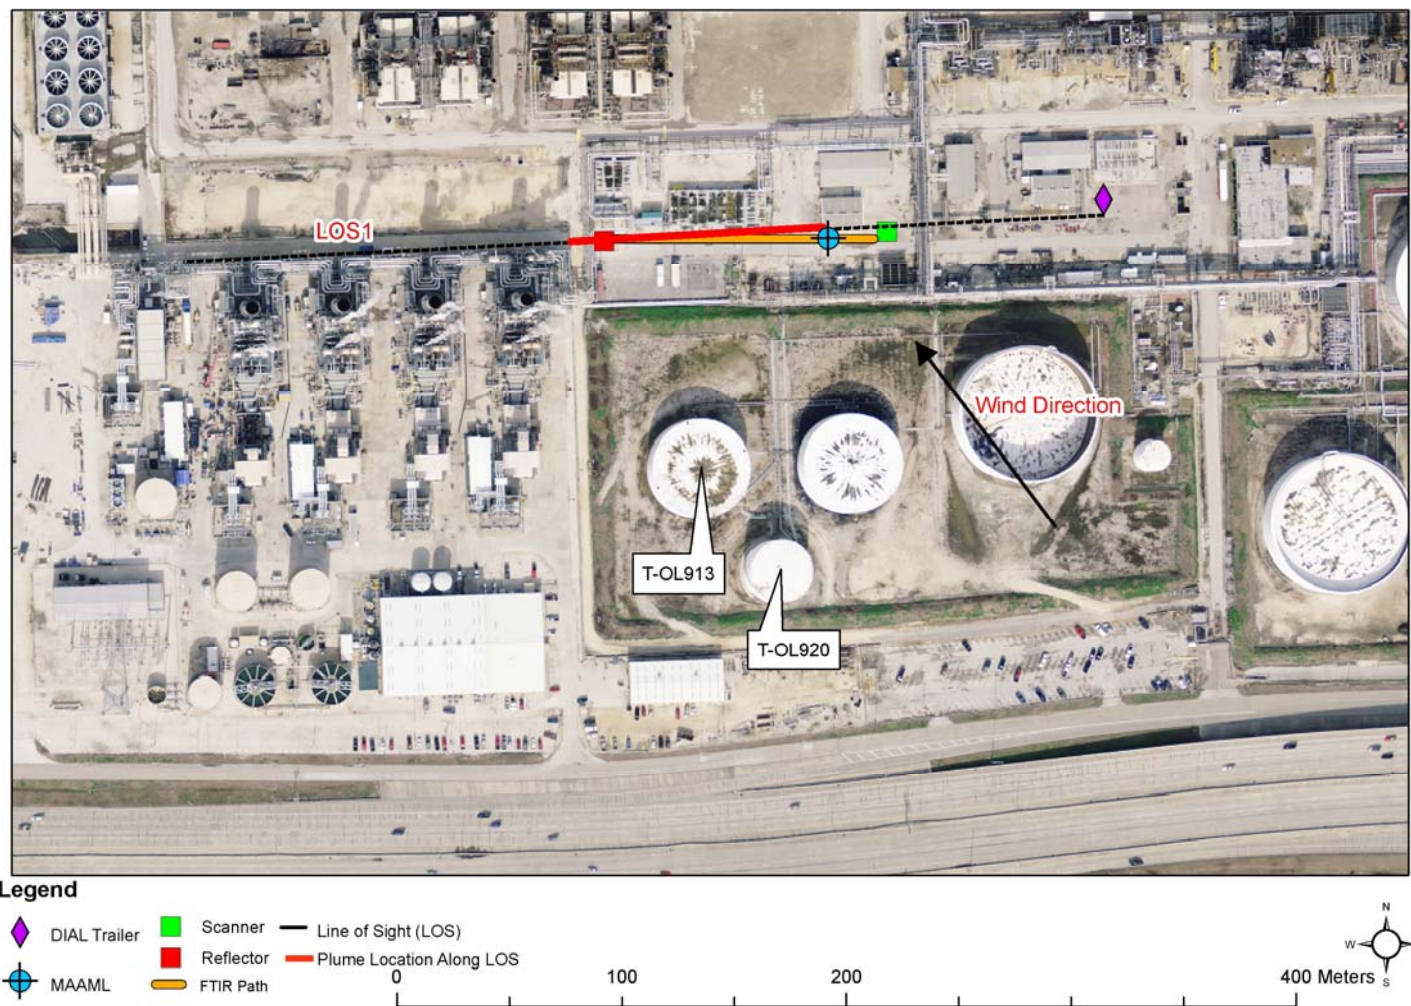 LOS1
Wind Direction
T-OL913
T-OL920
Legend
DIAL Trailer
Scanner
Line of Sight (LOS)
Reflector
Plume Location Along LOS
MAAML
FTIR Path
0 100 200 400 Meters
N
W
S